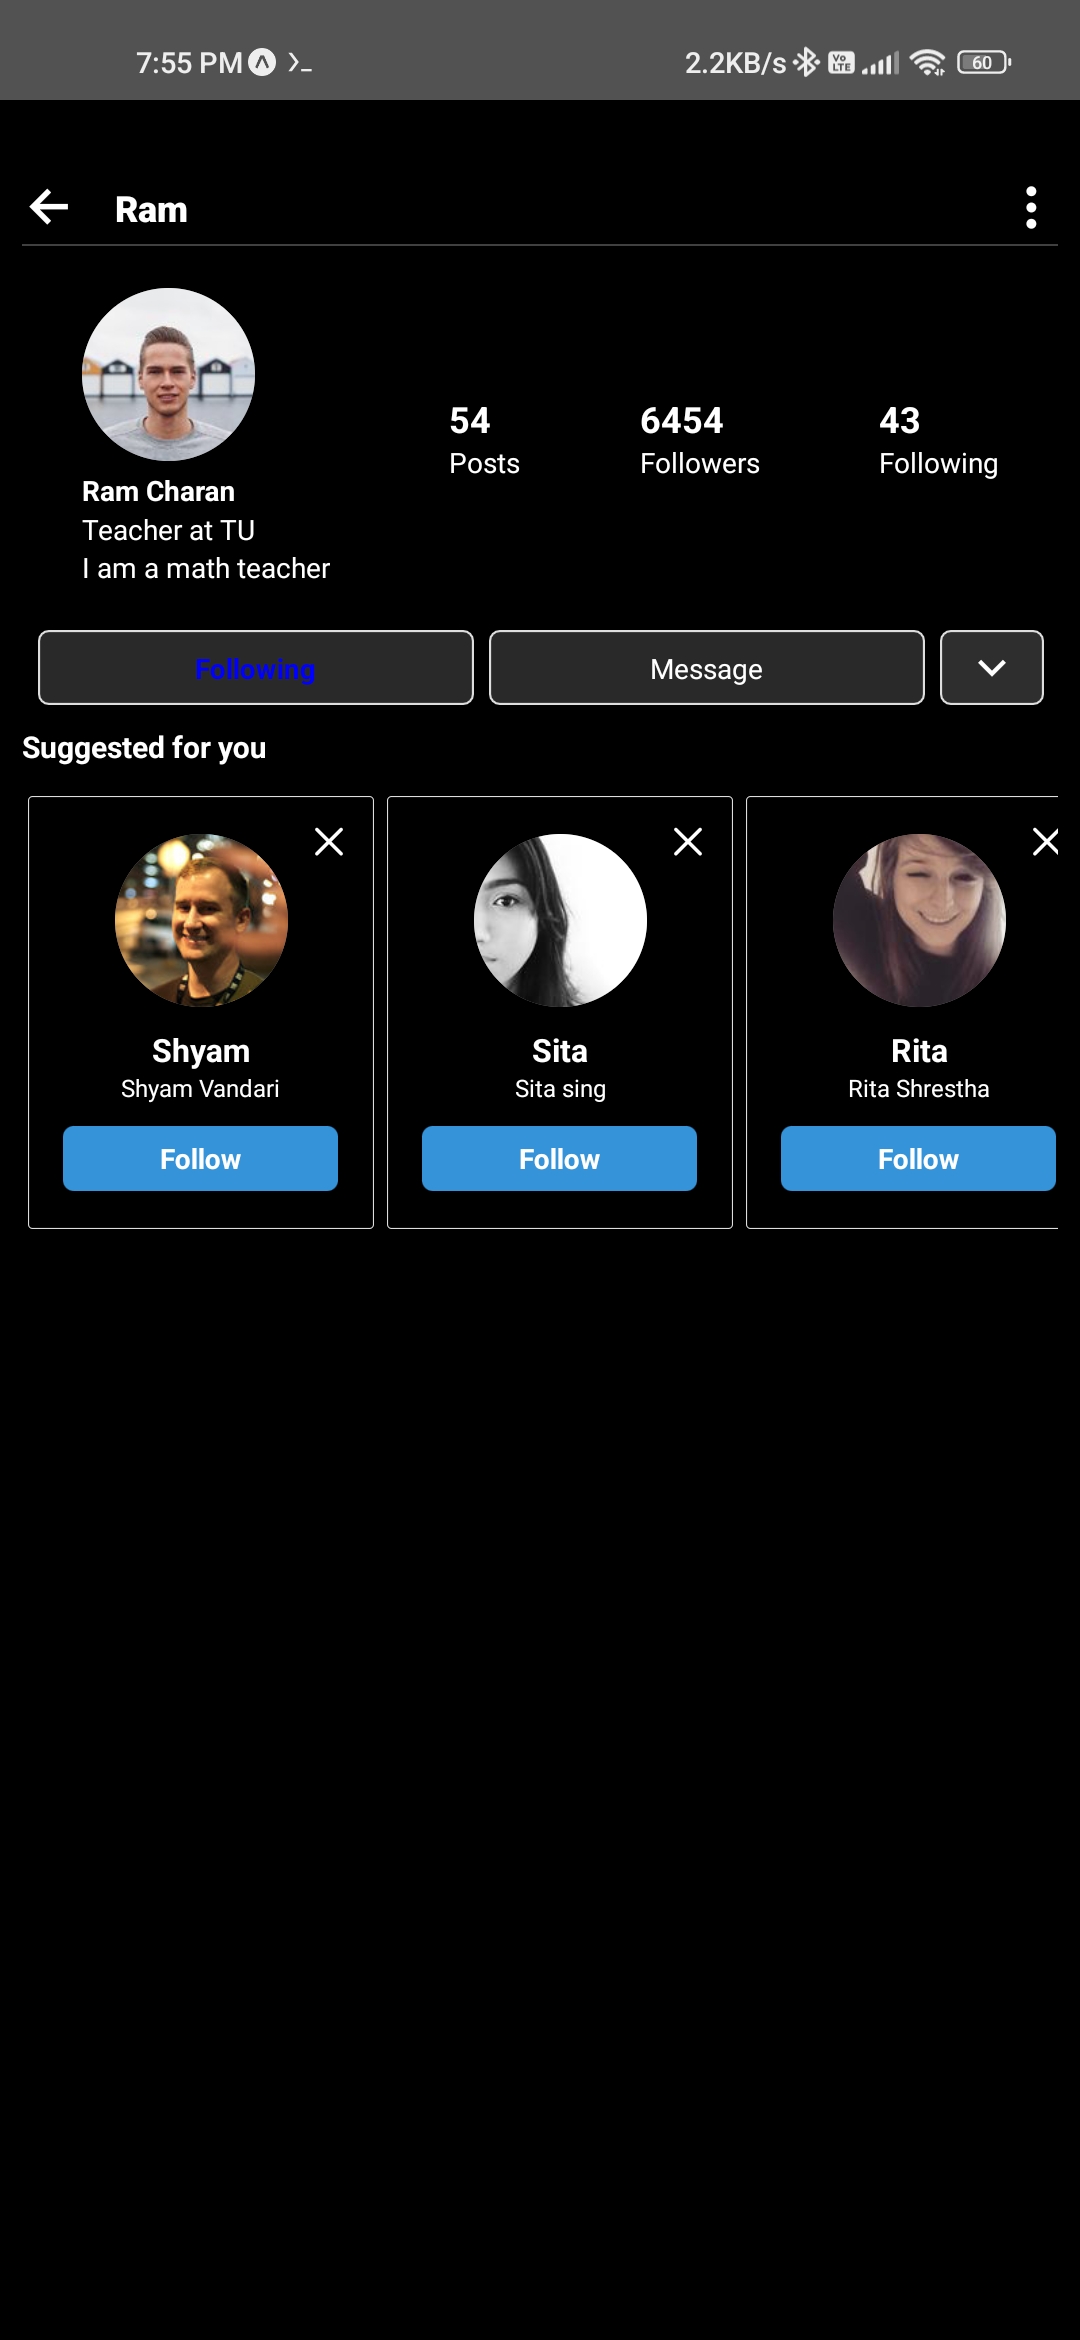 7:55 PM 2.2KB/s Vo LTE 60
Ram
54 6454 43
Posts Followers Following
Ram Charan
Teacher at TU
I am a math teacher
Following Message
Suggested for you
Shyam Sita Rita
Shyam Vandari Sita sing Rita Shrestha
Follow Follow Follow